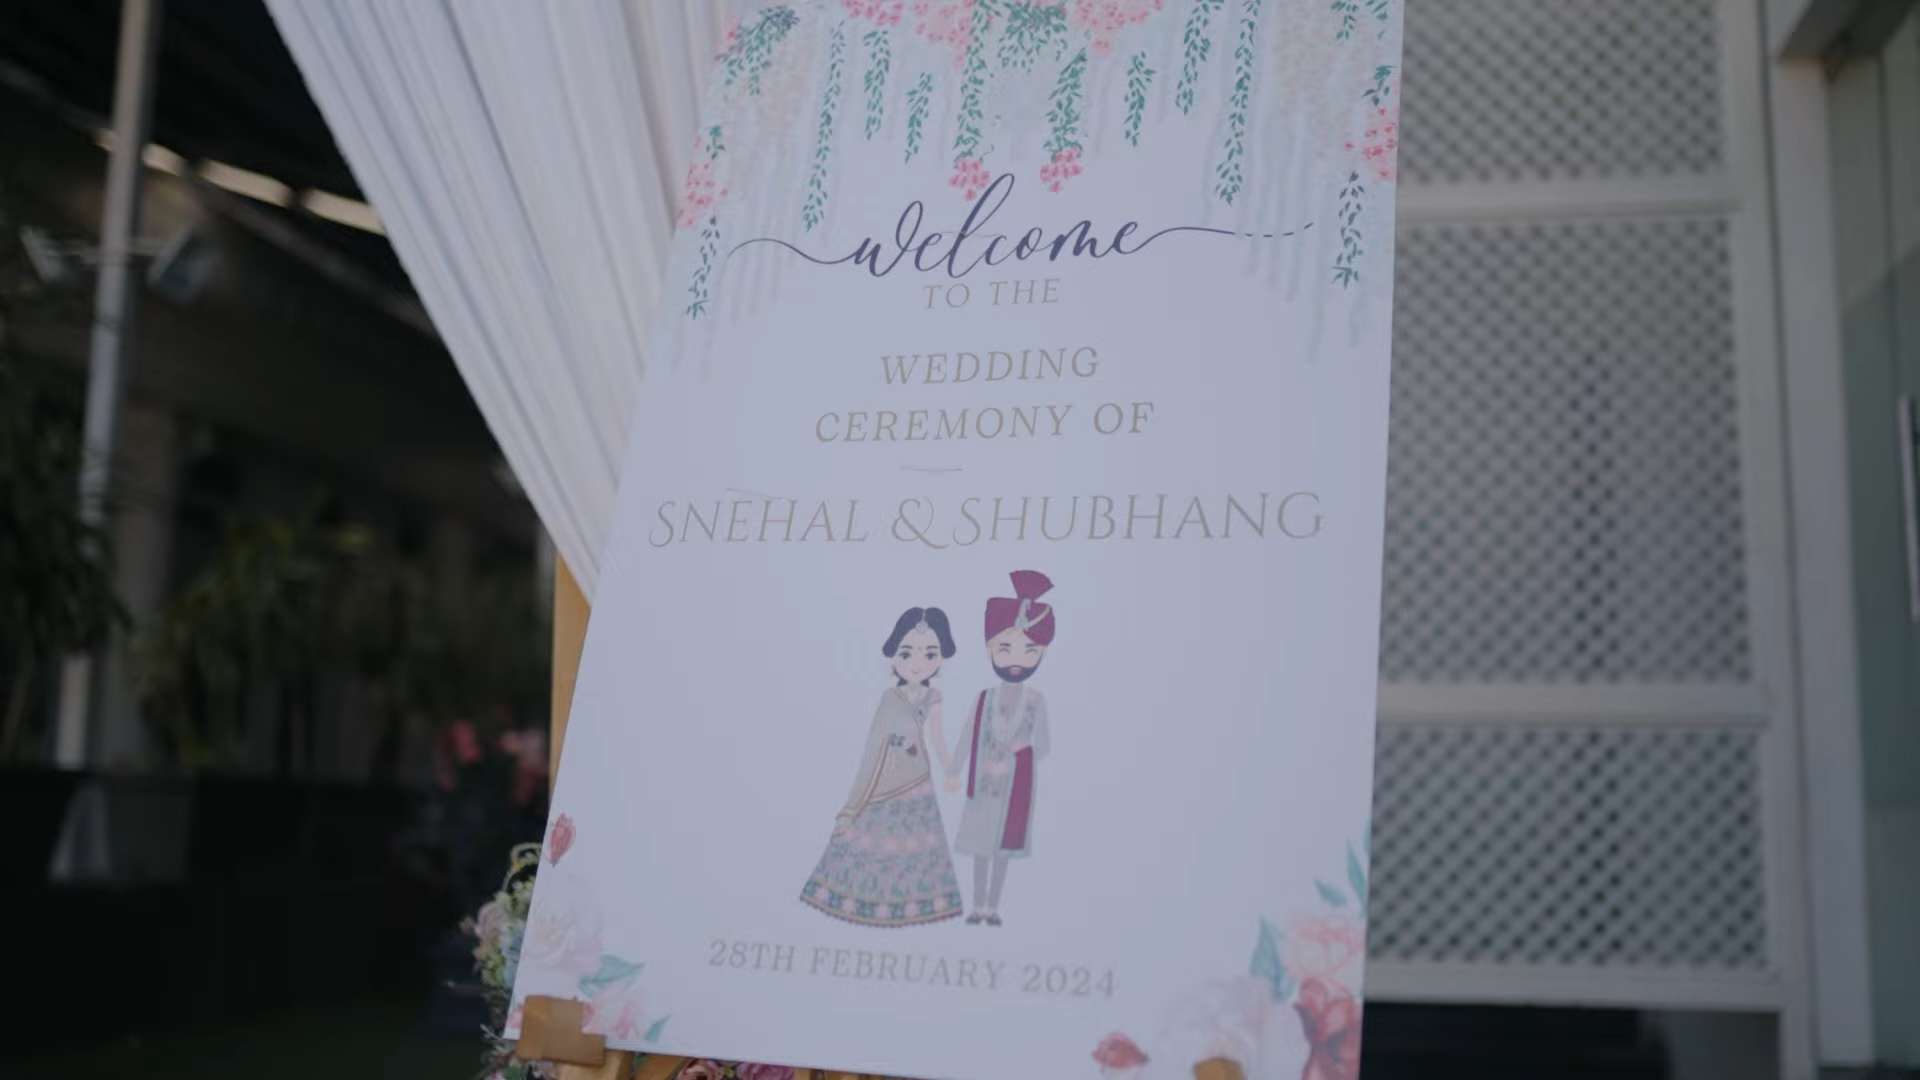 welcome
TO THE
WEDDING
CEREMONY OF
SNEHAL & SHUBHANG
28TH FEBRUARY 2024